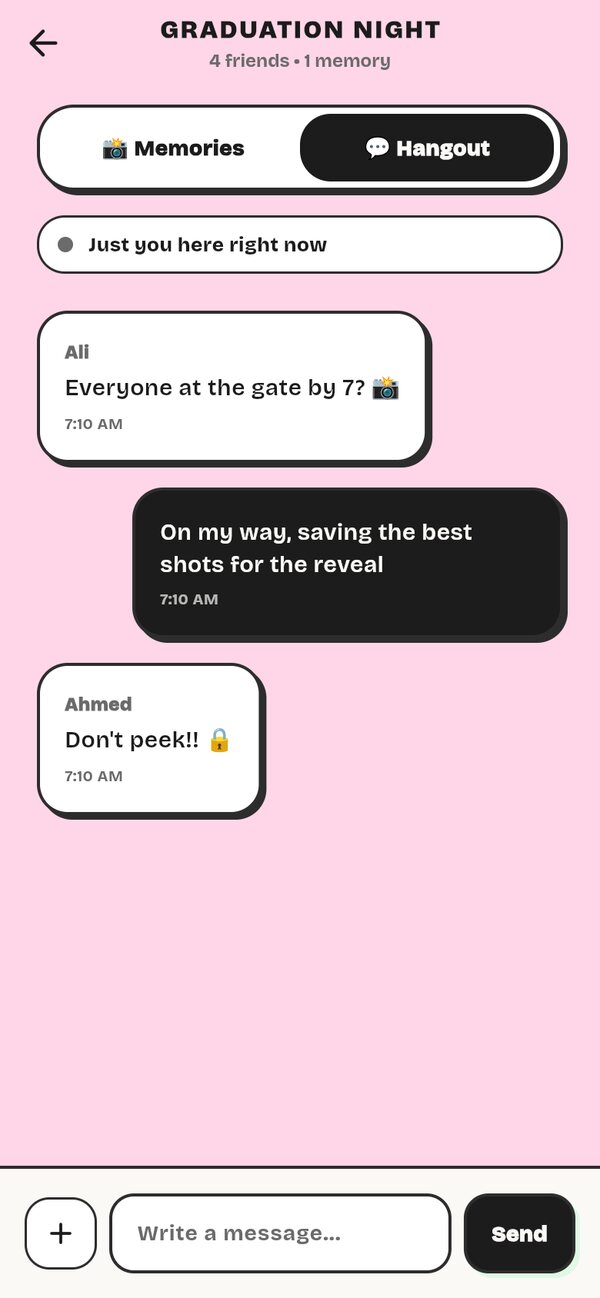 GRADUATION NIGHT
4 friends • 1 memory
📸 Memories
💬 Hangout
Just you here right now
Ali
Everyone at the gate by 7? 📸
7:10 AM
On my way, saving the best
shots for the reveal
7:10 AM
Ahmed
Don't peek!! 🔒
7:10 AM
Write a message...
Send